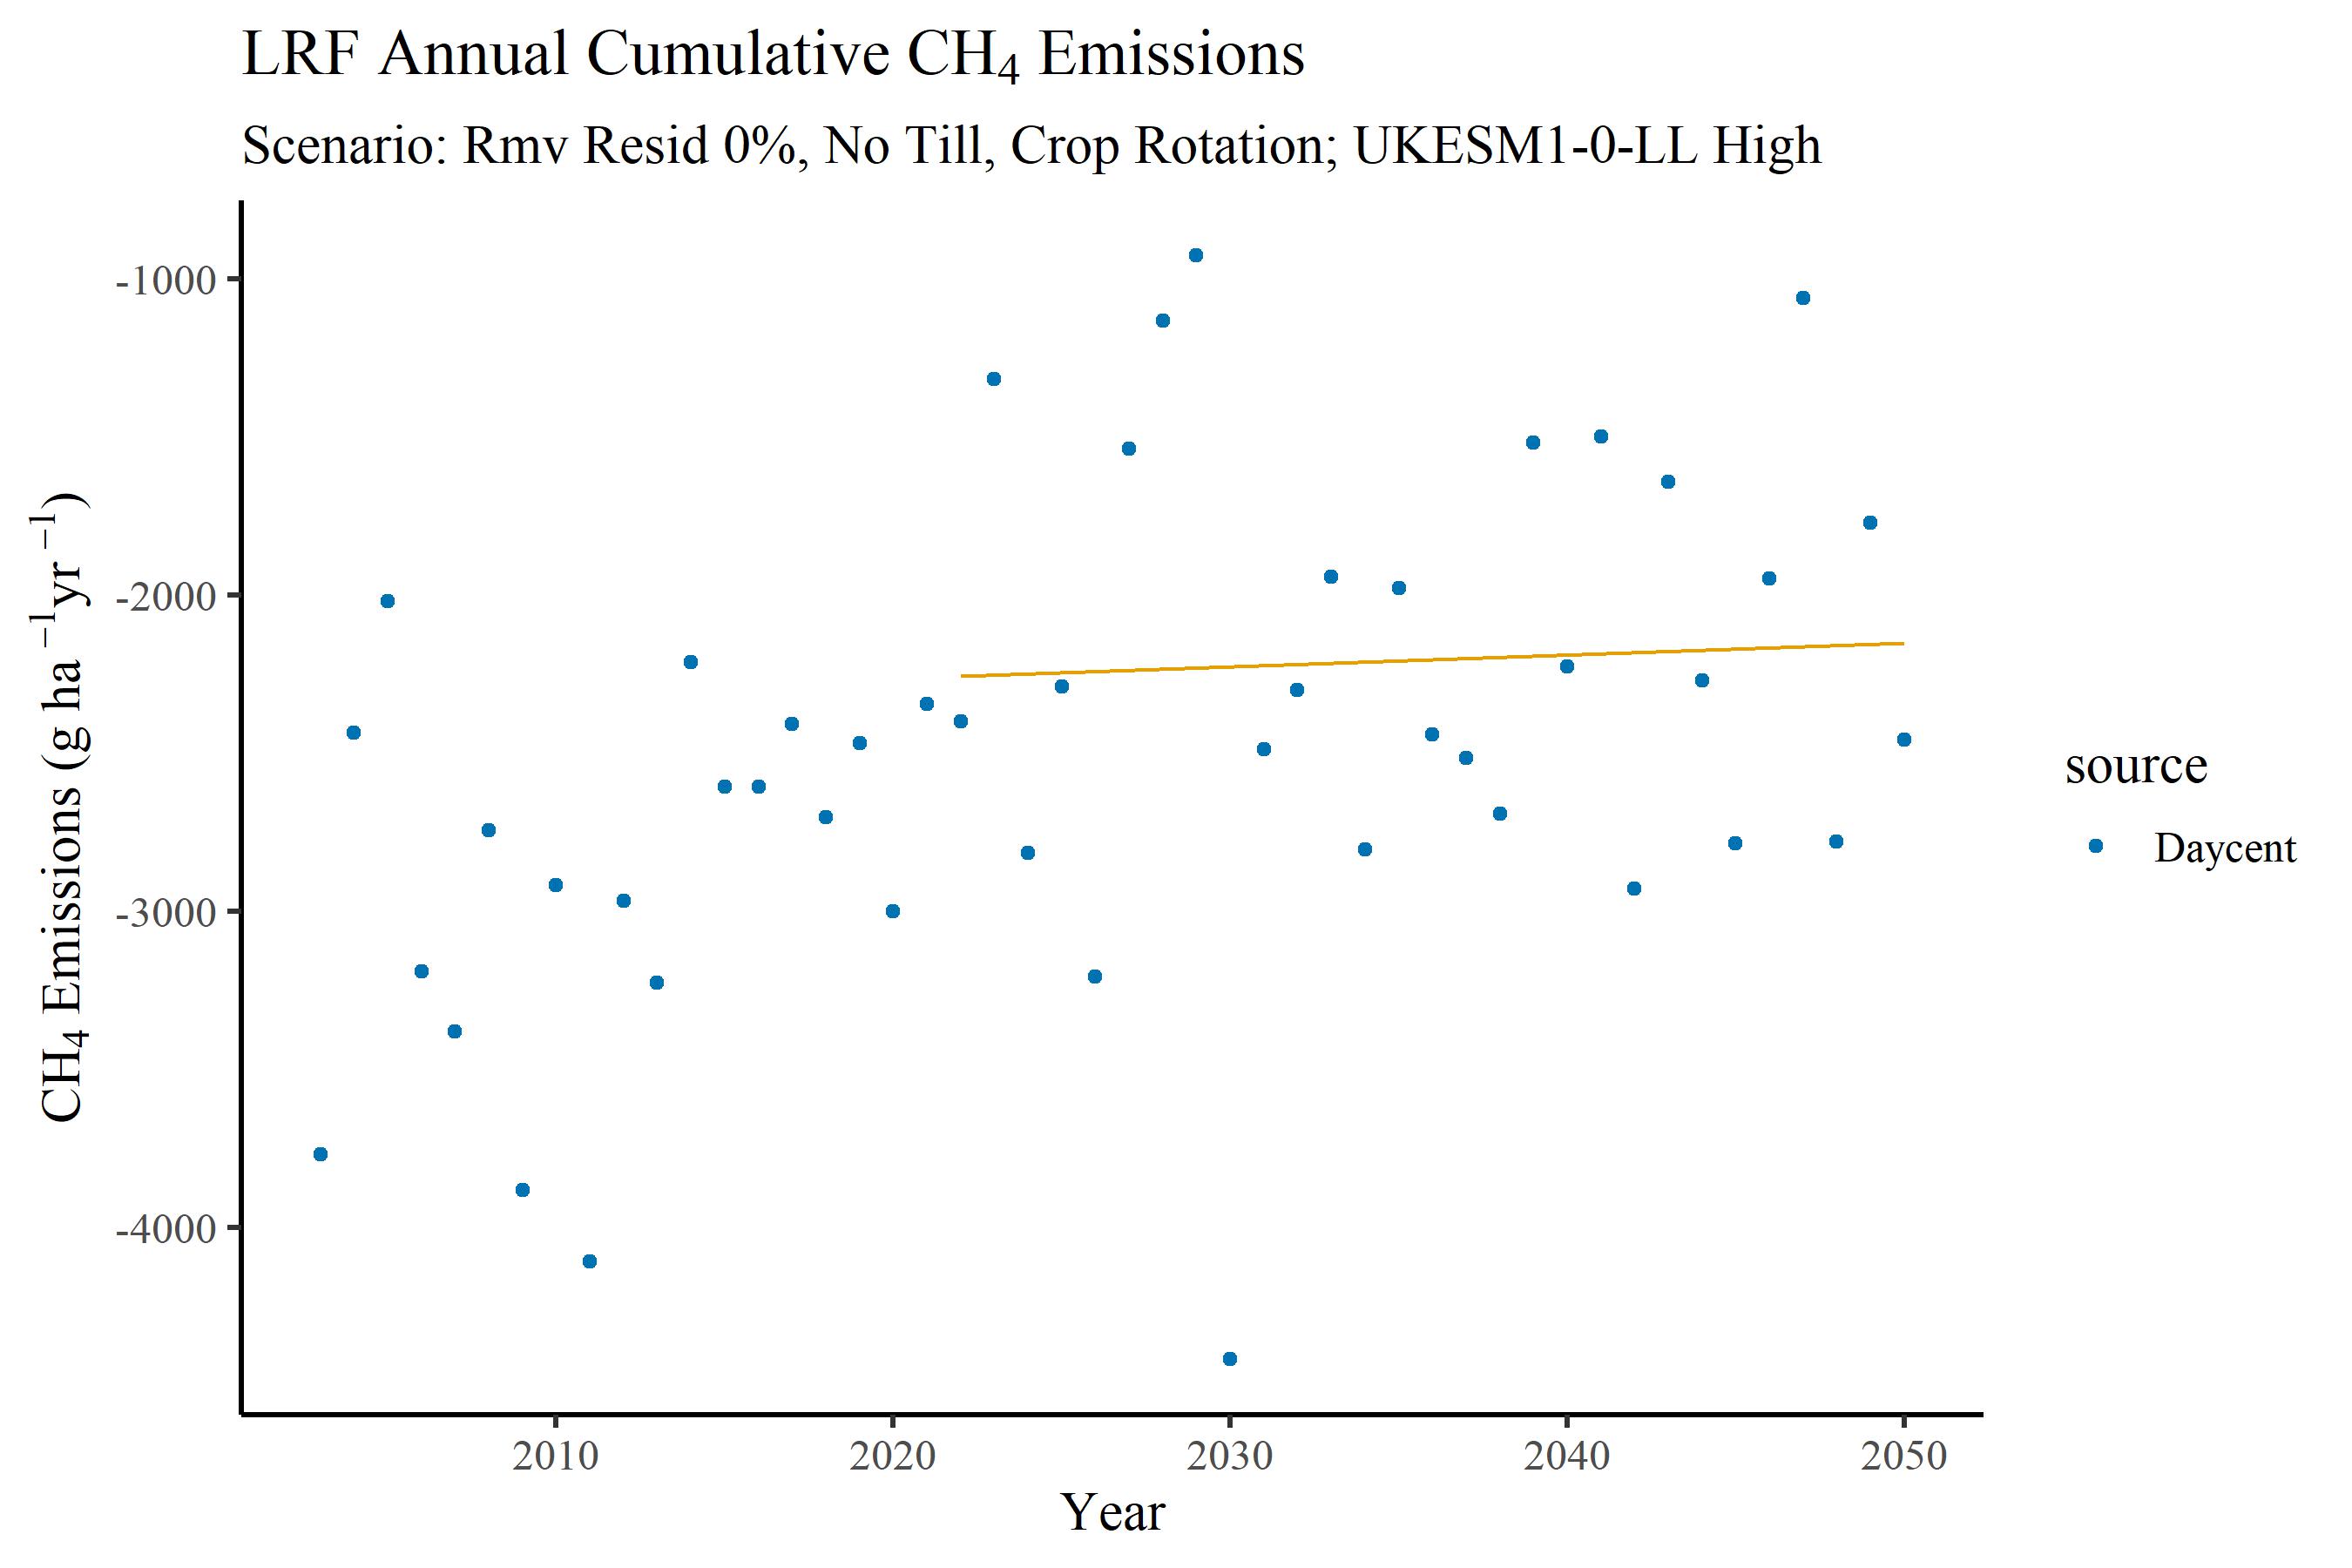 LRF Annual Cumulative CH₄ Emissions
Scenario: Rmv Resid 0%, No Till, Crop Rotation; UKESM1-0-LL High
CH₄ Emissions (g ha ⁻¹yr ⁻¹)
-1000
-2000
-3000
-4000
2010
2020
2030
2040
2050
Year
source
Daycent